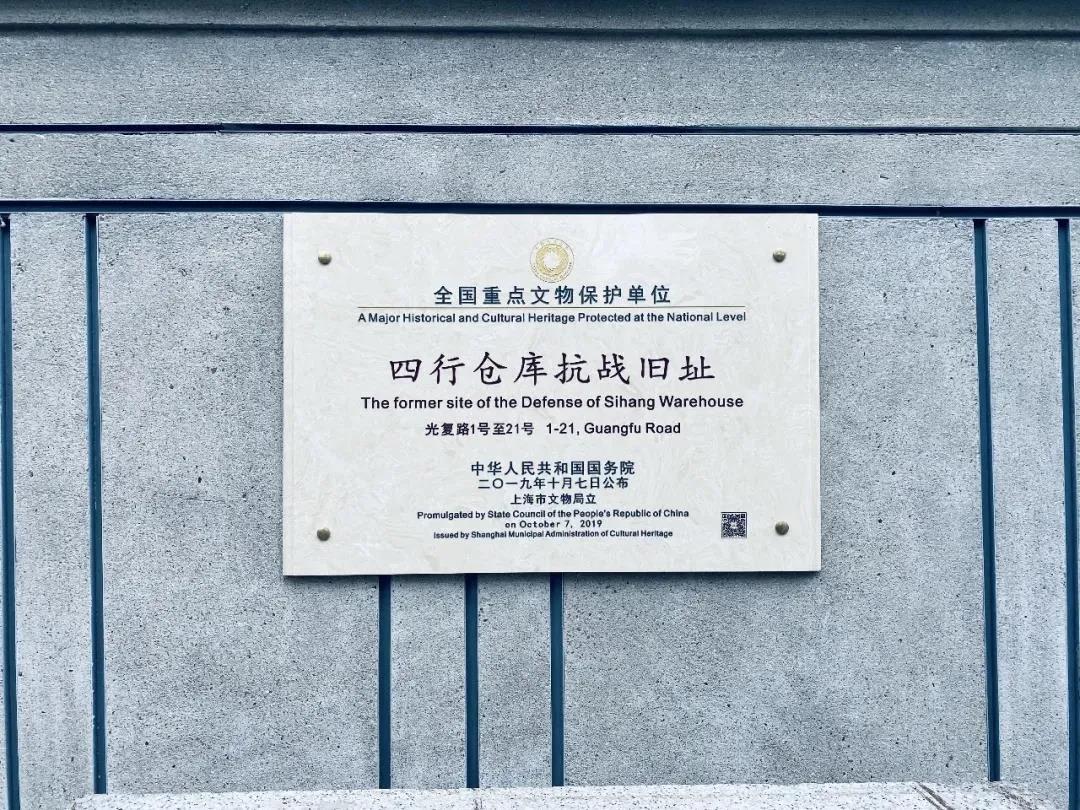 全国重点文物保护单位
A Major Historical and Cultural Heritage Protected at the National Level
四行仓库抗战旧址
The former site of the Defense of Sihang Warehouse
光复路1号至21号 1-21, Guangfu Road
中华人民共和国国务院
二〇一九年十月七日公布
上海市文物局立
Promulgated by State Council of the People's Republic of China
on October 7, 2019
Issued by Shanghai Municipal Administration of Cultural Heritage